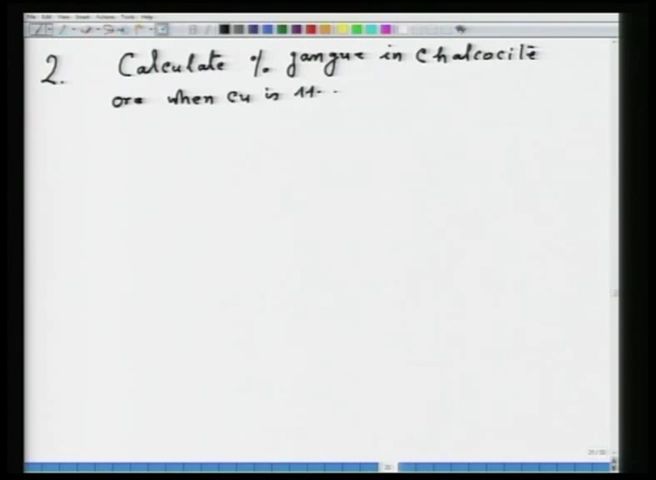 2. Calculate % gangue in Chalcocite
ore when Cu is 11. .